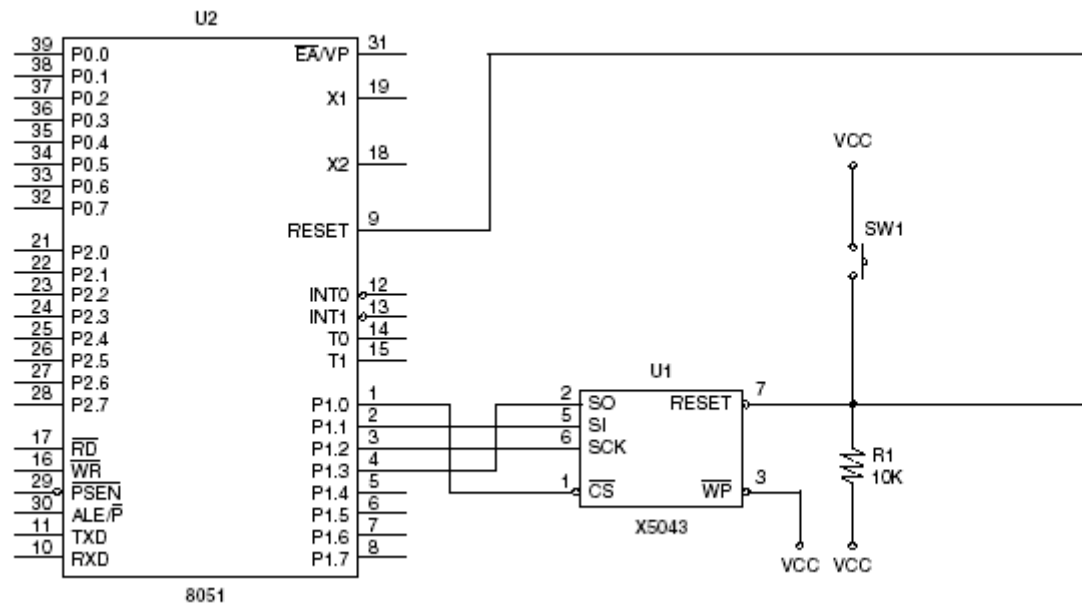 U2
39 P0.0
38 P0.1
37 P0.2
36 P0.3
35 P0.4
34 P0.5
33 P0.6
32 P0.7
21 P2.0
22 P2.1
23 P2.2
24 P2.3
25 P2.4
26 P2.5
27 P2.6
28 P2.7
17 RD
16 WR
29 PSEN
30 ALE/P
11 TXD
10 RXD
EA/VP 31
X1 19
X2 18
RESET 9
INT0 12
INT1 13
T0 14
T1 15
P1.0 1
P1.1 2
P1.2 3
P1.3 4
P1.4 5
P1.5 6
P1.6 7
P1.7 8
8051
U1
2 SO
5 SI
6 SCK
1 CS
RESET 7
WP 3
X5043
VCC
SW1
R1
10K
VCC
VCC